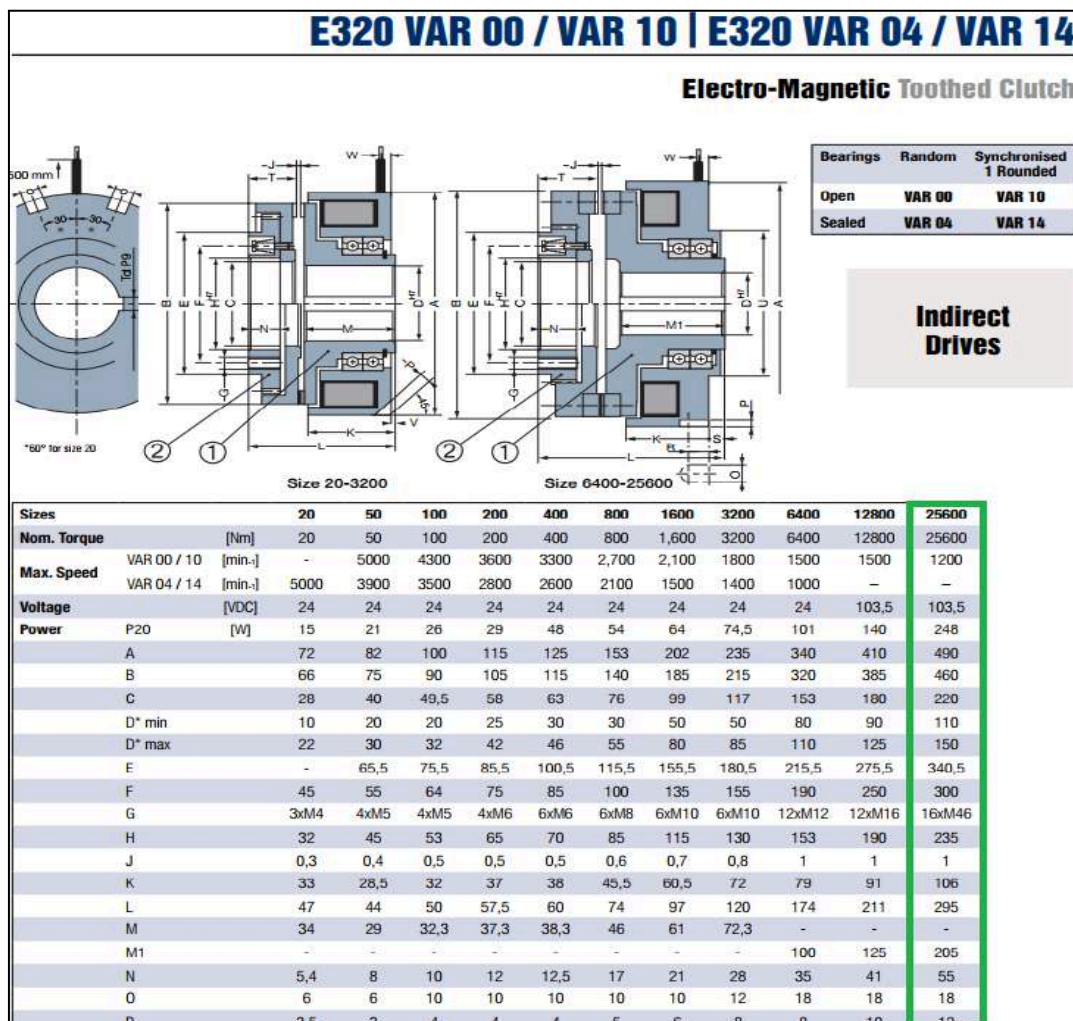 E320 VAR 00 / VAR 10 | E320 VAR 04 / VAR 14
Electro-Magnetic Toothed Clutch
Bearings Random Synchronised
1 Rounded
Open VAR 00 VAR 10
Sealed VAR 04 VAR 14
Indirect
Drives
500 mm
O O
30 30
= =
Td P9
*60° for size 20
J W
T
B E F H H7 C N M D H7 A
G P 45° V
K
L
2 1
Size 20-3200
J W
T
B E F H H7 C N M1 D H7 U A
G P
K S
R
L O
2 1
Size 6400-25600
Sizes 20 50 100 200 400 800 1600 3200 6400 12800 25600
Nom. Torque [Nm] 20 50 100 200 400 800 1,600 3200 6400 12800 25600
Max. Speed VAR 00 / 10 [min-1] - 5000 4300 3600 3300 2,700 2,100 1800 1500 1500 1200
VAR 04 / 14 [min-1] 5000 3900 3500 2800 2600 2100 1500 1400 1000 – –
Voltage [VDC] 24 24 24 24 24 24 24 24 24 103,5 103,5
Power P20 [W] 15 21 26 29 48 54 64 74,5 101 140 248
A 72 82 100 115 125 153 202 235 340 410 490
B 66 75 90 105 115 140 185 215 320 385 460
C 28 40 49,5 58 63 76 99 117 153 180 220
D* min 10 20 20 25 30 30 50 50 80 90 110
D* max 22 30 32 42 46 55 80 85 110 125 150
E - 65,5 75,5 85,5 100,5 115,5 155,5 180,5 215,5 275,5 340,5
F 45 55 64 75 85 100 135 155 190 250 300
G 3xM4 4xM5 4xM5 4xM6 6xM6 6xM8 6xM10 6xM10 12xM12 12xM16 16xM46
H 32 45 53 65 70 85 115 130 153 190 235
J 0,3 0,4 0,5 0,5 0,5 0,6 0,7 0,8 1 1 1
K 33 28,5 32 37 38 45,5 60,5 72 79 91 106
L 47 44 50 57,5 60 74 97 120 174 211 295
M 34 29 32,3 37,3 38,3 46 61 72,3 - - -
M1 - - - - - - - - 100 125 205
N 5,4 8 10 12 12,5 17 21 28 35 41 55
O 6 6 10 10 10 10 10 12 18 18 18